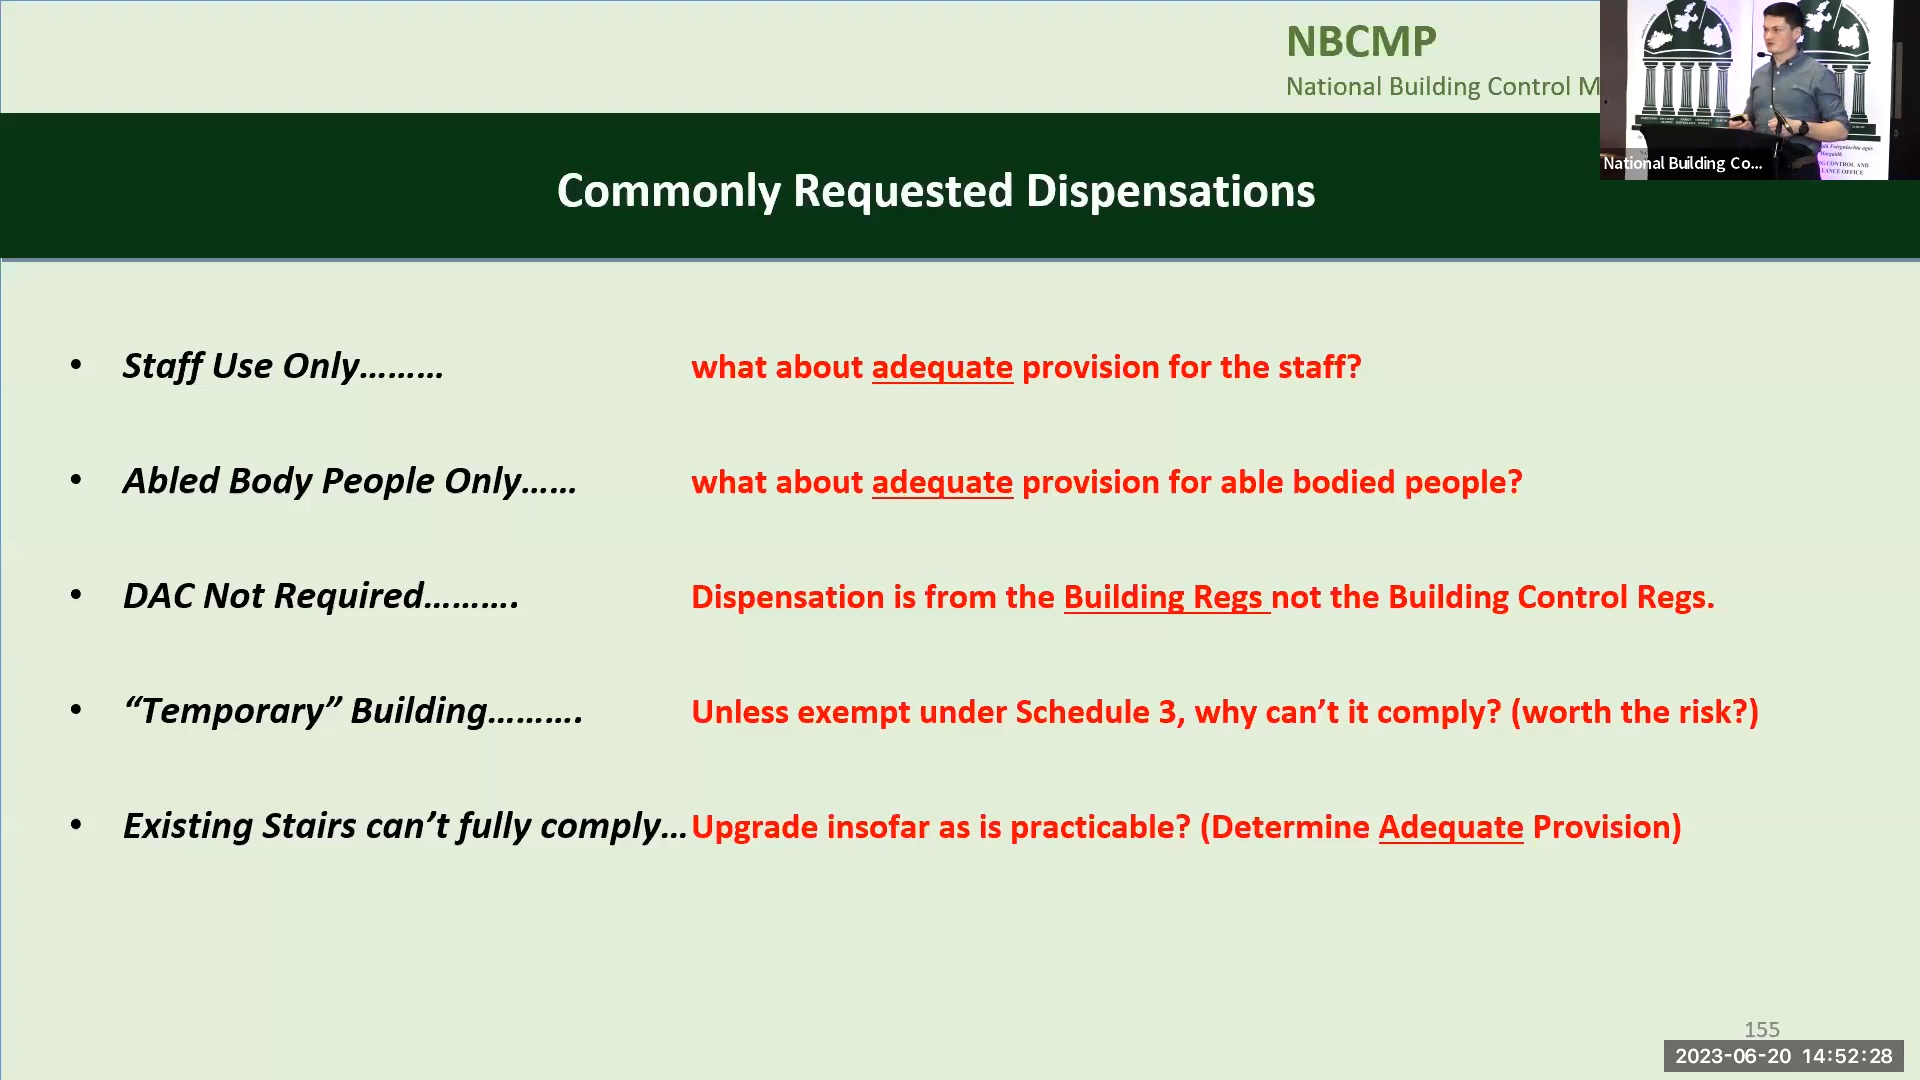 NBCMP
National Building Control M
National Building Co...
Commonly Requested Dispensations
• Staff Use Only……… what about adequate provision for the staff?
• Abled Body People Only…… what about adequate provision for able bodied people?
• DAC Not Required………. Dispensation is from the Building Regs not the Building Control Regs.
• “Temporary” Building………. Unless exempt under Schedule 3, why can’t it comply? (worth the risk?)
• Existing Stairs can’t fully comply… Upgrade insofar as is practicable? (Determine Adequate Provision)
155
2023-06-20 14:52:28